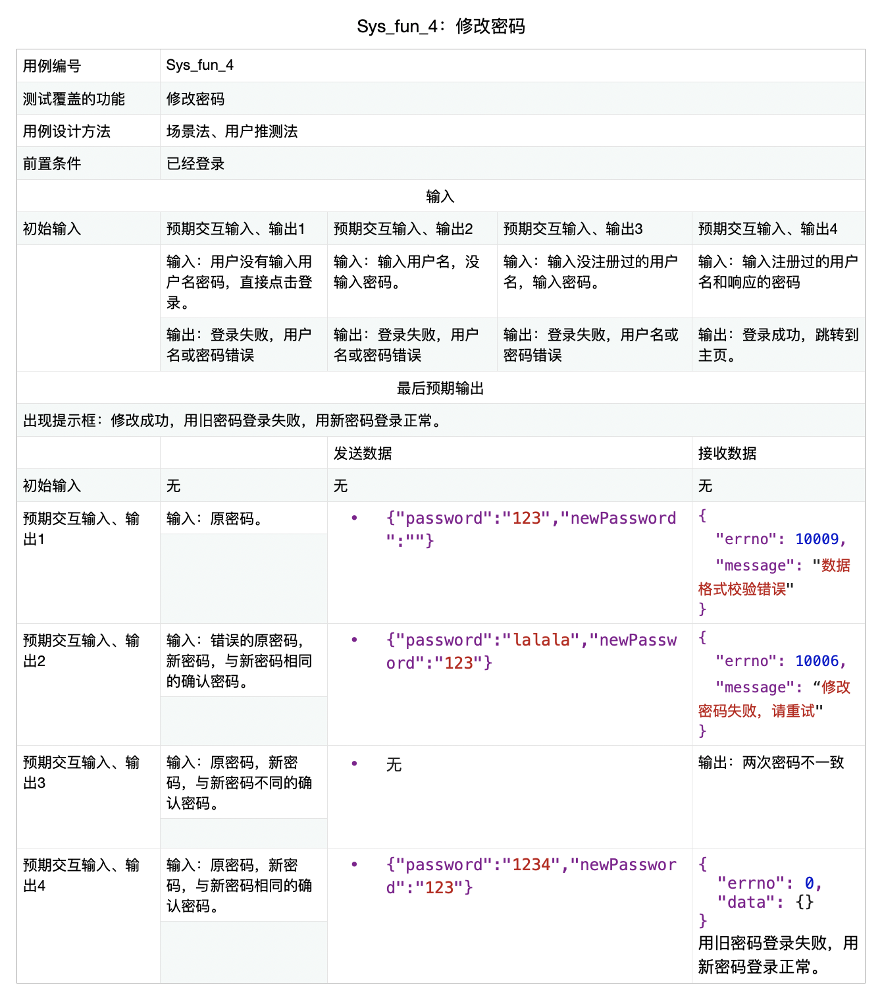 Sys_fun_4：修改密码
用例编号
Sys_fun_4
测试覆盖的功能
修改密码
用例设计方法
场景法、用户推测法
前置条件
已经登录
输入
初始输入
预期交互输入、输出1
预期交互输入、输出2
预期交互输入、输出3
预期交互输入、输出4
输入：用户没有输入用
户名密码，直接点击登
录。
输入：输入用户名，没
输入密码。
输入：输入没注册过的用户
名，输入密码。
输入：输入注册过的用户
名和响应的密码
输出：登录失败，用户
名或密码错误
输出：登录失败，用户
名或密码错误
输出：登录失败，用户名或
密码错误
输出：登录成功，跳转到
主页。
最后预期输出
出现提示框：修改成功，用旧密码登录失败，用新密码登录正常。
发送数据
接收数据
初始输入
无
无
无
预期交互输入、输
出1
输入：原密码。
• {"password":"123","newPassword
":""}
{
"errno": 10009,
"message": "数据
格式校验错误"
}
预期交互输入、输
出2
输入：错误的原密码，
新密码，与新密码相同
的确认密码。
• {"password":"lalala","newPassw
ord":"123"}
{
"errno": 10006,
"message": “修改
密码失败，请重试"
}
预期交互输入、输
出3
输入：原密码，新密
码，与新密码不同的确
认密码。
• 无
输出：两次密码不一致
预期交互输入、输
出4
输入：原密码，新密
码，与新密码相同的确
认密码。
• {"password":"1234","newPasswor
d":"123"}
{
"errno": 0,
"data": {}
}
用旧密码登录失败，用
新密码登录正常。